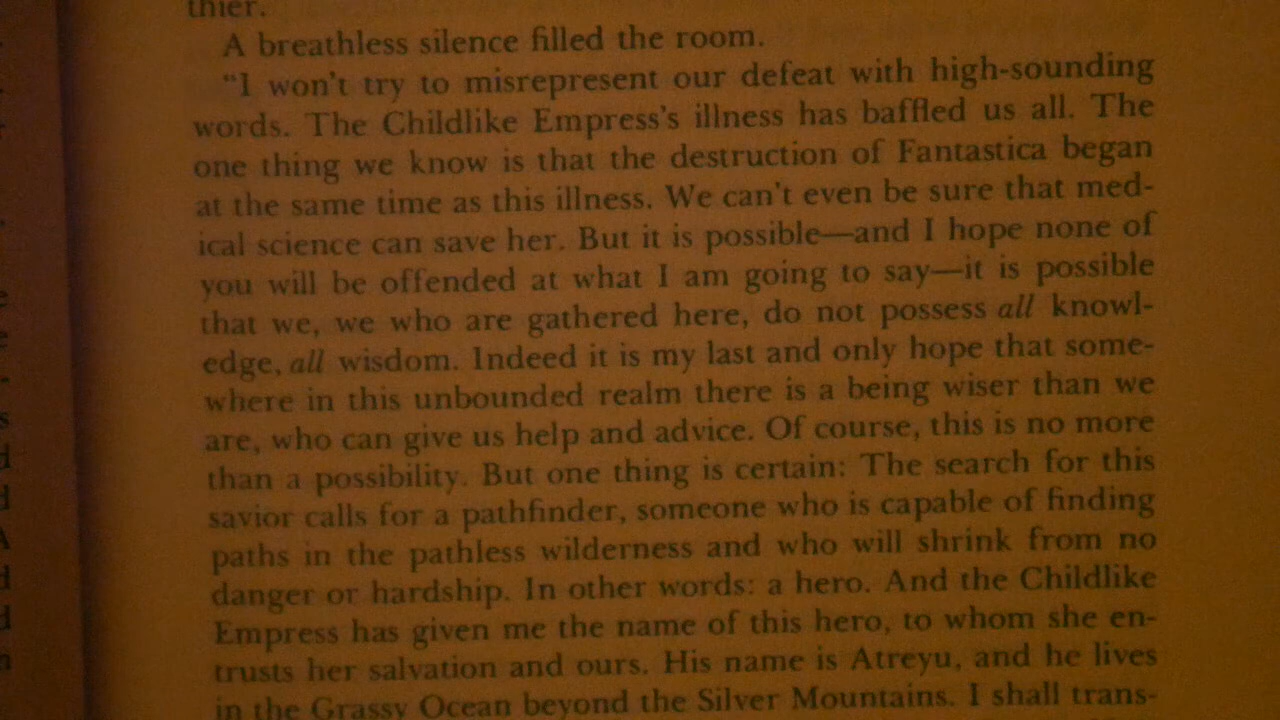 thier.
A breathless silence filled the room.
“I won't try to misrepresent our defeat with high-sounding
words. The Childlike Empress's illness has baffled us all. The
one thing we know is that the destruction of Fantastica began
at the same time as this illness. We can't even be sure that med-
ical science can save her. But it is possible—and I hope none of
you will be offended at what I am going to say—it is possible
that we, we who are gathered here, do not possess all knowl-
edge, all wisdom. Indeed it is my last and only hope that some-
where in this unbounded realm there is a being wiser than we
are, who can give us help and advice. Of course, this is no more
than a possibility. But one thing is certain: The search for this
savior calls for a pathfinder, someone who is capable of finding
paths in the pathless wilderness and who will shrink from no
danger or hardship. In other words: a hero. And the Childlike
Empress has given me the name of this hero, to whom she en-
trusts her salvation and ours. His name is Atreyu, and he lives
in the Grassy Ocean beyond the Silver Mountains. I shall trans-